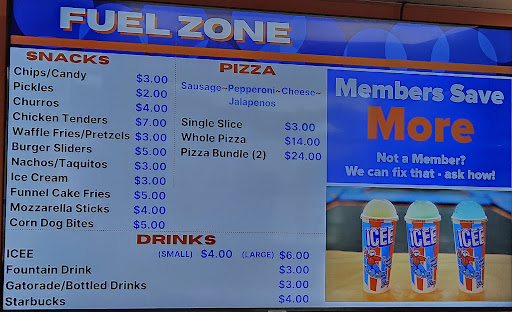 FUEL ZONE
SNACKS
Chips/Candy $3.00
Pickles $2.00
Churros $4.00
Chicken Tenders $7.00
Waffle Fries/Pretzels $3.00
Burger Sliders $5.00
Nachos/Taquitos $3.00
Ice Cream $3.00
Funnel Cake Fries $5.00
Mozzarella Sticks $4.00
Corn Dog Bites $5.00
PIZZA
Sausage~Pepperoni~Cheese~
Jalapenos
Single Slice $3.00
Whole Pizza $14.00
Pizza Bundle (2) $24.00
DRINKS
ICEE (SMALL) $4.00 (LARGE) $6.00
Fountain Drink $3.00
Gatorade/Bottled Drinks $3.00
Starbucks $4.00
Members Save
More
Not a Member?
We can fix that - ask how!
ICEE
ICEE
ICEE